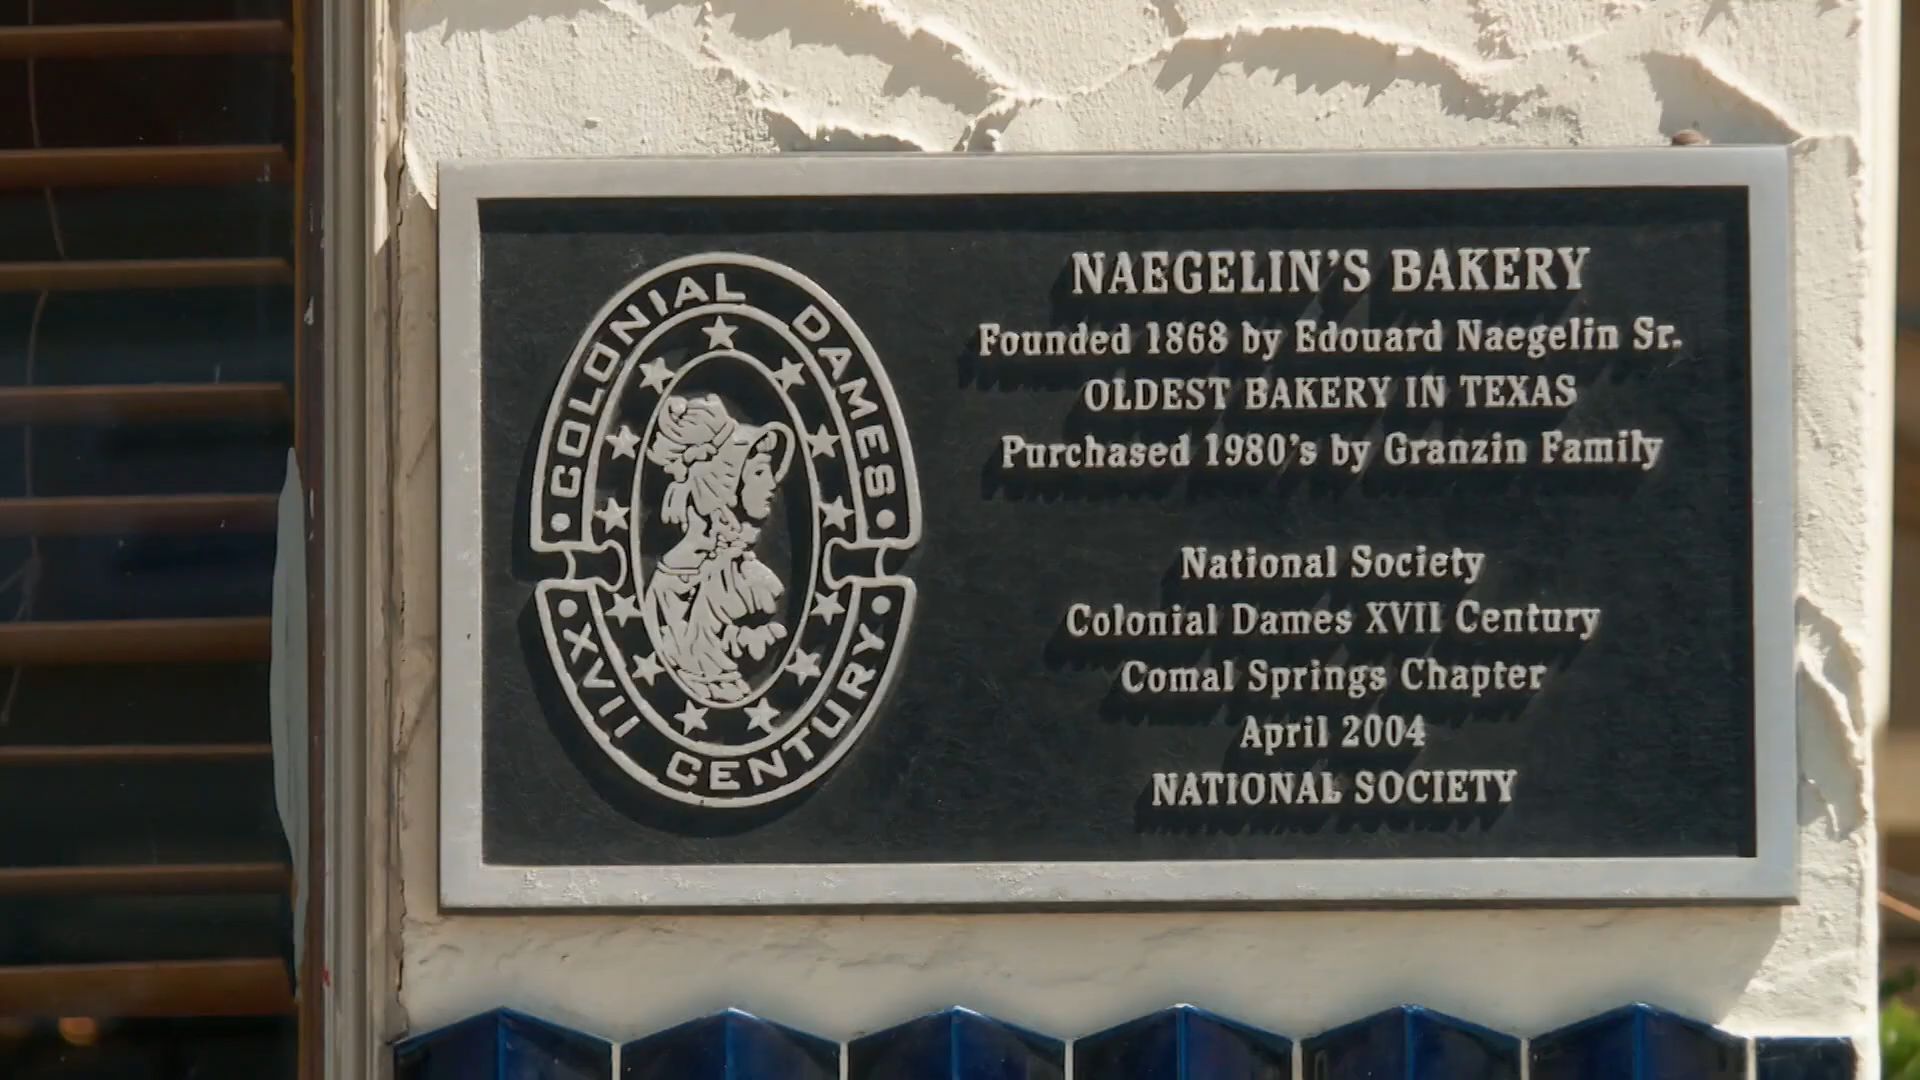 COLONIAL DAMES
XVII CENTURY
NAEGELIN'S BAKERY
Founded 1868 by Edouard Naegelin Sr.
OLDEST BAKERY IN TEXAS
Purchased 1980's by Granzin Family
National Society
Colonial Dames XVII Century
Comal Springs Chapter
April 2004
NATIONAL SOCIETY